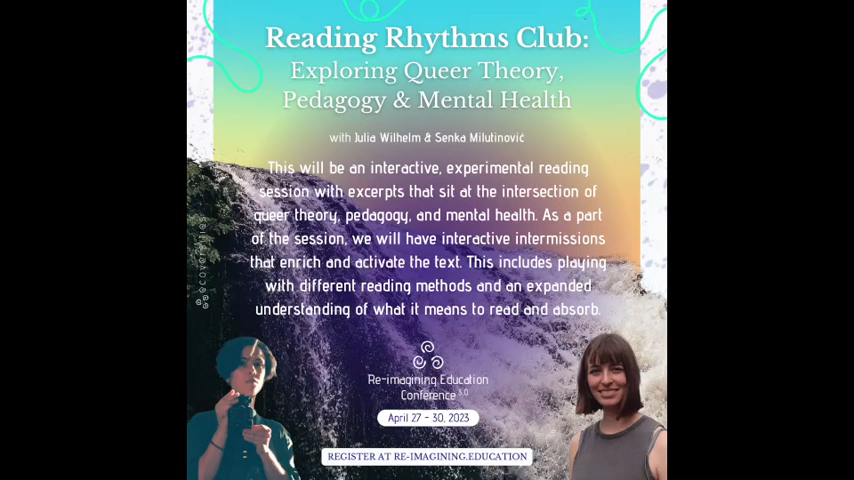 Reading Rhythms Club:
Exploring Queer Theory,
Pedagogy & Mental Health
with Julia Wilhelm & Senka Milutinović
This will be an interactive, experimental reading
session with excerpts that sit at the intersection of
queer theory, pedagogy, and mental health. As a part
of the session, we will have interactive intermissions
that enrich and activate the text. This includes playing
with different reading methods and an expanded
understanding of what it means to read and absorb.
Re-imagining Education
Conference 3.0
April 27 - 30, 2023
REGISTER AT RE-IMAGINING.EDUCATION